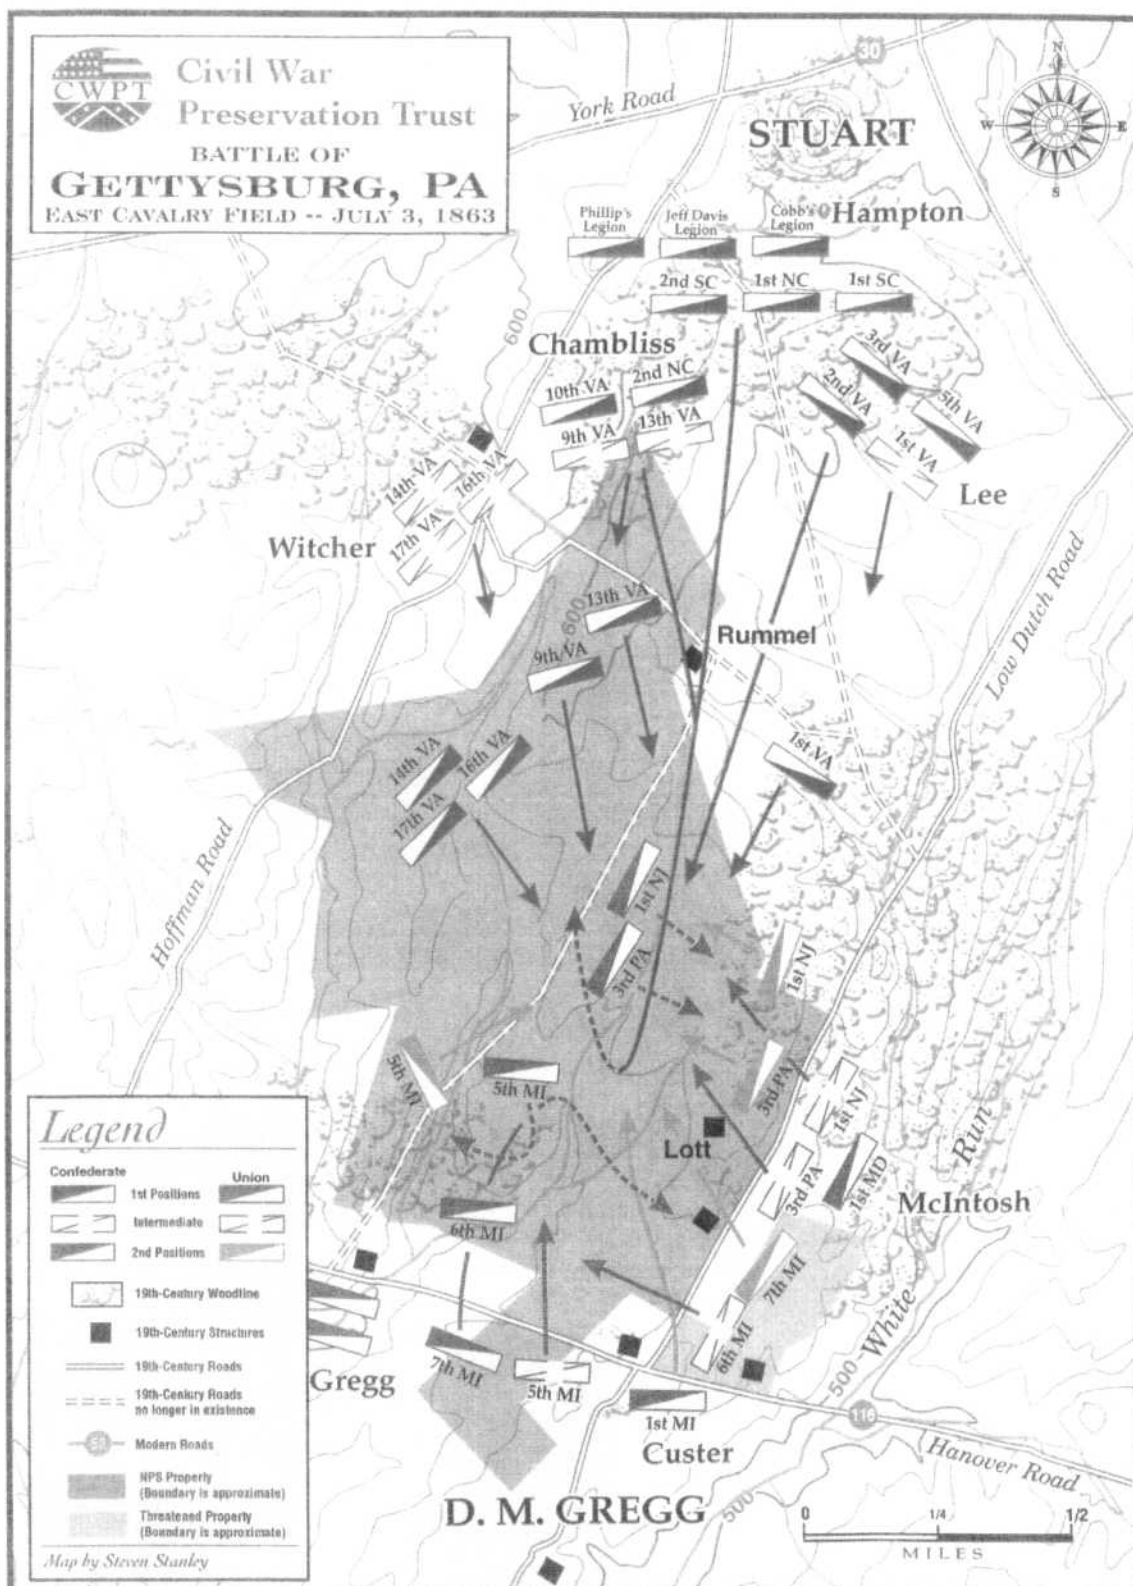 CWPT
Civil War
Preservation Trust
BATTLE OF
GETTYSBURG, PA
EAST CAVALRY FIELD -- JULY 3, 1863
30
York Road
STUART
N
W
E
S
Phillip's
Legion
Jeff Davis
Legion
Cobb's
Legion
Hampton
2nd SC
1st NC
1st SC
600
Chambliss
3rd VA
10th VA
2nd NC
2nd VA
5th VA
9th VA
13th VA
1st VA
14th VA
16th VA
Lee
Witcher
17th VA
Low Dutch Road
13th VA
600
Rummel
9th VA
14th VA
16th VA
1st VA
17th VA
Hoffman Road
1st NJ
3rd PA
1st NJ
5th MI
5th MI
3rd PA
1st NJ
Lott
3rd PA
1st MD
McIntosh
White Run
6th MI
7th MI
6th MI
7th MI
5th MI
Gregg
1st MI
Custer
500
116
Hanover Road
D. M. GREGG
500
0
1/4
1/2
MILES
Legend
Confederate
Union
1st Positions
Intermediate
2nd Positions
19th-Century Woodline
19th-Century Structures
19th-Century Roads
19th-Century Roads
no longer in existence
Modern Roads
NPS Property
(Boundary is approximate)
Threatened Property
(Boundary is approximate)
Map by Steven Stanley